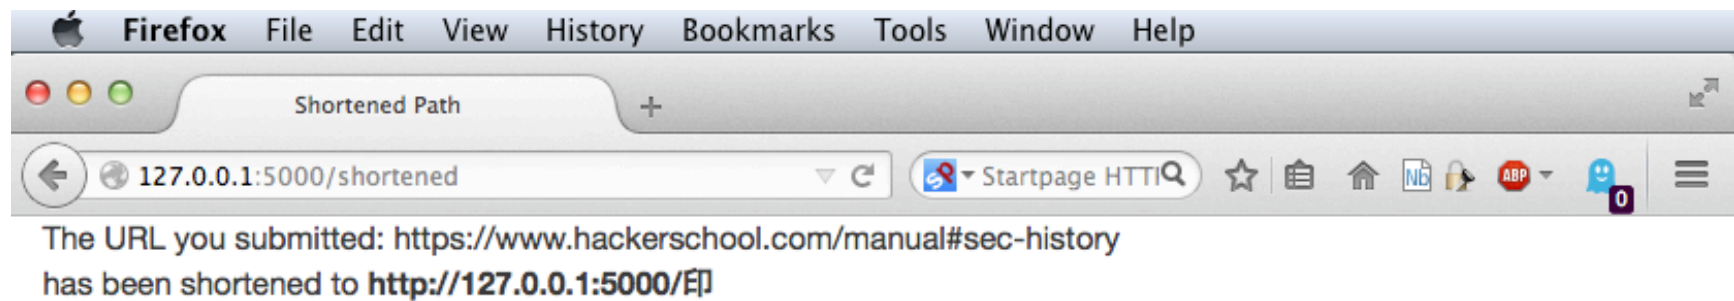 Firefox File Edit View History Bookmarks Tools Window Help
Shortened Path
127.0.0.1:5000/shortened
Startpage HTTI
Nb
ABP
0
The URL you submitted: https://www.hackerschool.com/manual#sec-history
has been shortened to http://127.0.0.1:5000/印